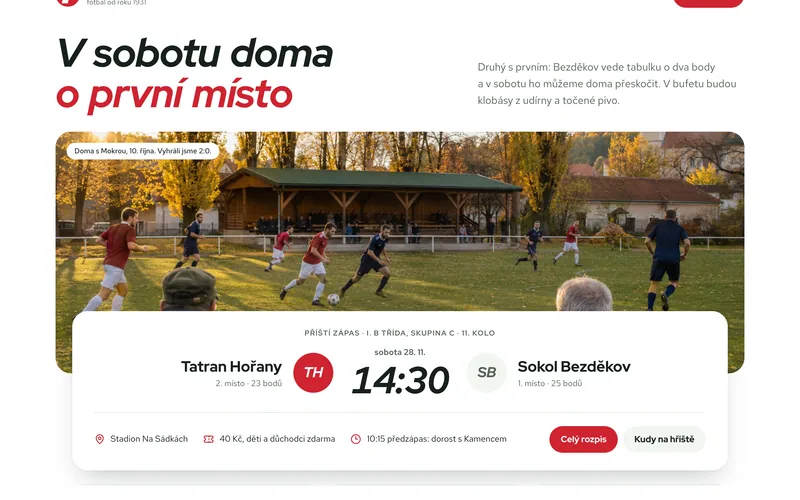 fotbal od roku 1931
V sobotu doma
o první místo
Druhý s prvním: Bezděkov vede tabulku o dva body
a v sobotu ho můžeme doma přeskočit. V bufetu budou
klobásy z udírny a točené pivo.
Doma s Mokrou, 10. října. Vyhráli jsme 2:0.
PŘÍŠTÍ ZÁPAS · I. B TŘÍDA, SKUPINA C · 11. KOLO
sobota 28. 11.
Tatran Hořany
2. místo · 23 bodů
TH
14:30
SB
Sokol Bezděkov
1. místo · 25 bodů
Stadion Na Sádkách
40 Kč, děti a důchodci zdarma
10:15 předzápas: dorost s Kamencem
Celý rozpis
Kudy na hřiště